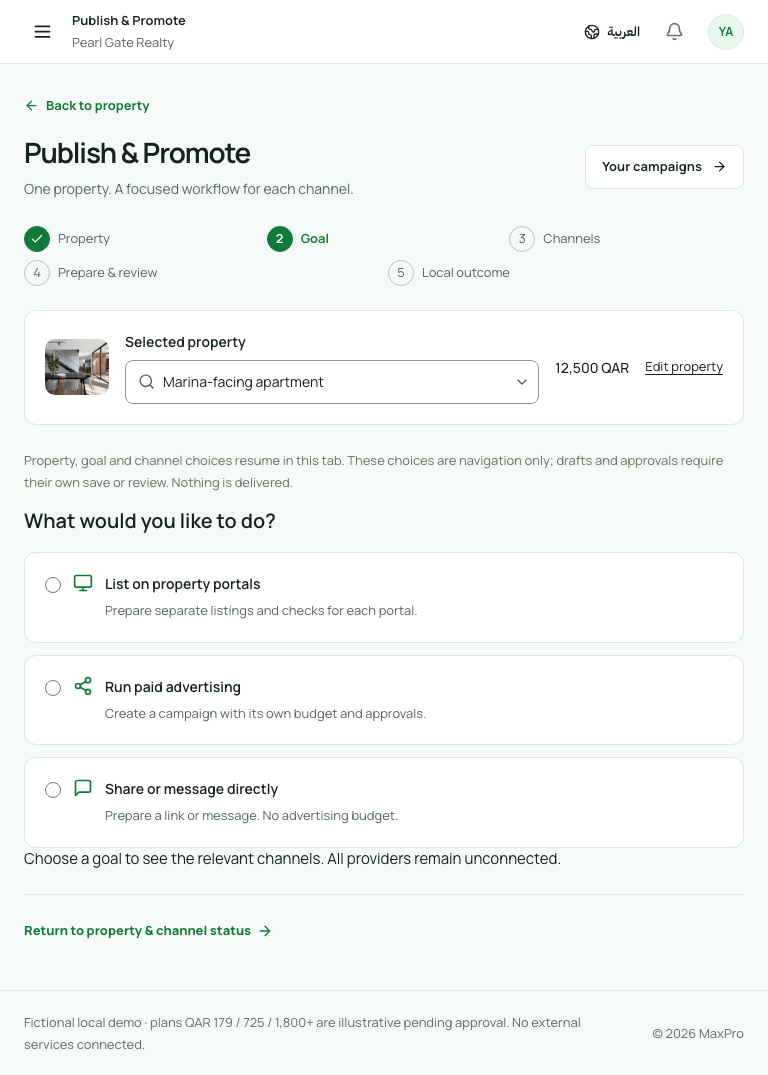 Publish & Promote
Pearl Gate Realty
العربية
YA
Back to property
Publish & Promote
One property. A focused workflow for each channel.
Your campaigns
Property
2 Goal
3 Channels
4 Prepare & review
5 Local outcome
Selected property
Marina-facing apartment
12,500 QAR
Edit property
Property, goal and channel choices resume in this tab. These choices are navigation only; drafts and approvals require
their own save or review. Nothing is delivered.
What would you like to do?
List on property portals
Prepare separate listings and checks for each portal.
Run paid advertising
Create a campaign with its own budget and approvals.
Share or message directly
Prepare a link or message. No advertising budget.
Choose a goal to see the relevant channels. All providers remain unconnected.
Return to property & channel status
Fictional local demo · plans QAR 179 / 725 / 1,800+ are illustrative pending approval. No external
services connected.
© 2026 MaxPro